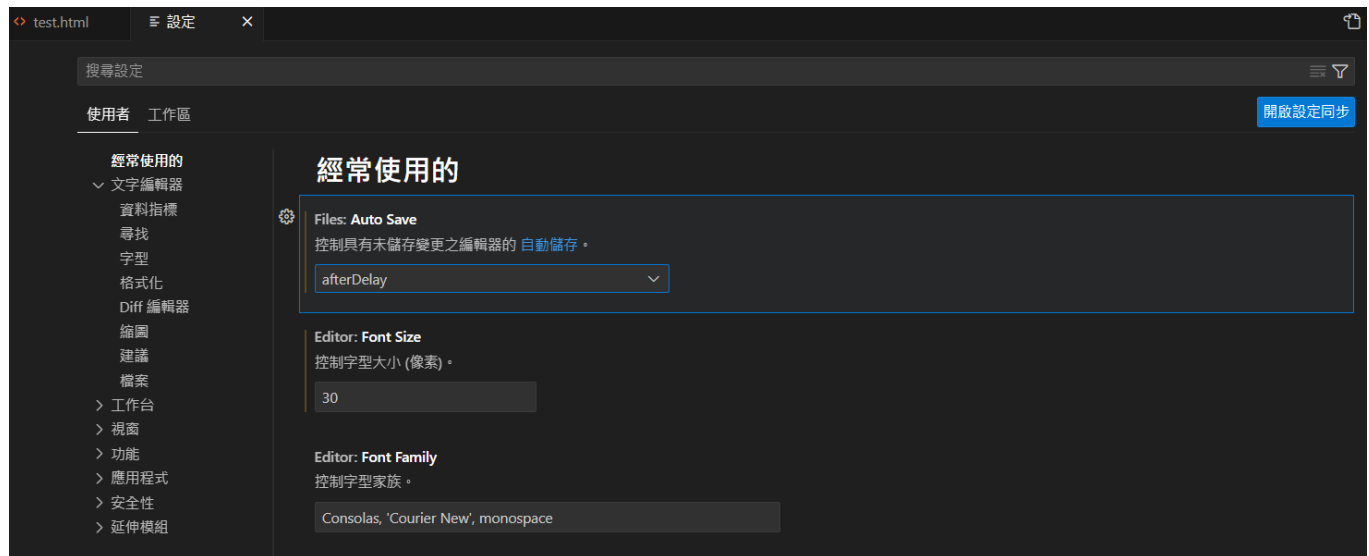 test.html
設定
搜尋設定
使用者 工作區
開啟設定同步
經常使用的
文字編輯器
資料指標
尋找
字型
格式化
Diff 編輯器
縮圖
建議
檔案
工作台
視窗
功能
應用程式
安全性
延伸模組
經常使用的
Files: Auto Save
控制具有未儲存變更之編輯器的 自動儲存。
afterDelay
Editor: Font Size
控制字型大小 (像素)。
30
Editor: Font Family
控制字型家族。
Consolas, 'Courier New', monospace